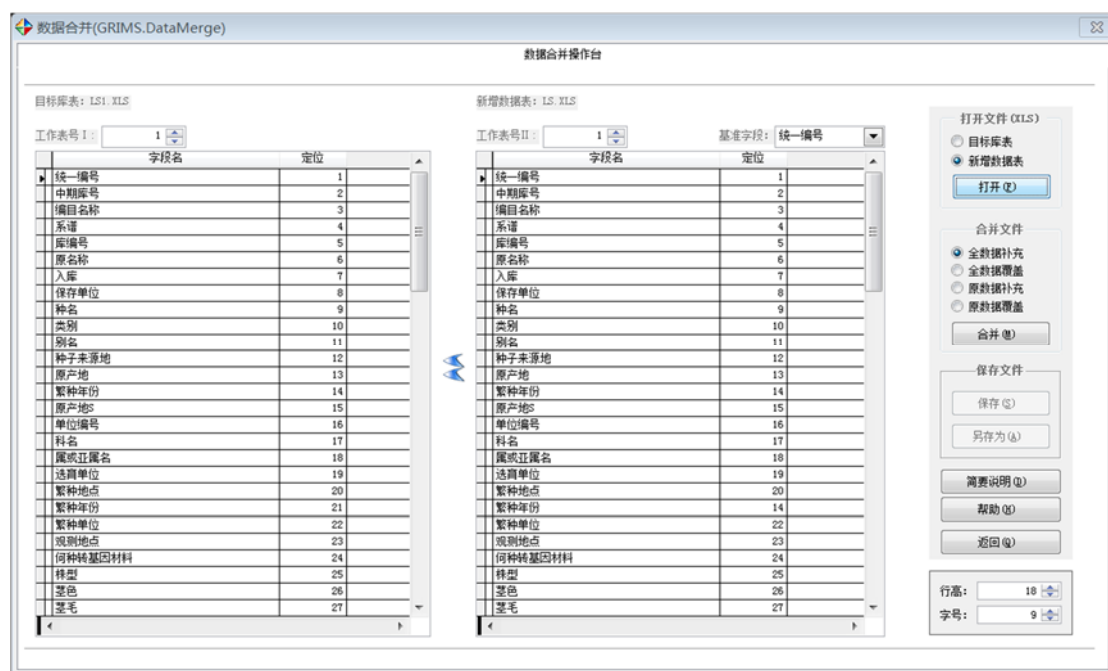 数据合并(GRIMS.DataMerge)
数据合并操作台
目标库表: LS1.XLS
工作表号 I: 1
字段名 定位
统一编号 1
中期库号 2
编目名称 3
系谱 4
库编号 5
原名称 6
入库 7
保存单位 8
种名 9
类别 10
别名 11
种子来源地 12
原产地 13
繁种年份 14
原产地S 15
单位编号 16
科名 17
属或亚属名 18
选育单位 19
繁种地点 20
繁种年份 21
繁种单位 22
观测地点 23
何种转基因材料 24
株型 25
茎色 26
茎毛 27
新增数据表: LS.XLS
工作表号II: 1 基准字段: 统一编号
字段名 定位
统一编号 1
中期库号 2
编目名称 3
系谱 4
库编号 5
原名称 6
入库 7
保存单位 8
种名 9
类别 10
别名 11
种子来源地 12
原产地 13
繁种年份 14
原产地S 15
单位编号 16
科名 17
属或亚属名 18
选育单位 19
繁种地点 20
繁种年份 14
繁种单位 22
观测地点 23
何种转基因材料 24
株型 25
茎色 26
茎毛 27
打开文件(XLS)
目标库表
新增数据表
打开(P)
合并文件
全数据补充
全数据覆盖
原数据补充
原数据覆盖
合并(M)
保存文件
保存(S)
另存为(A)
简要说明(D)
帮助(H)
返回(Q)
行高: 18
字号: 9